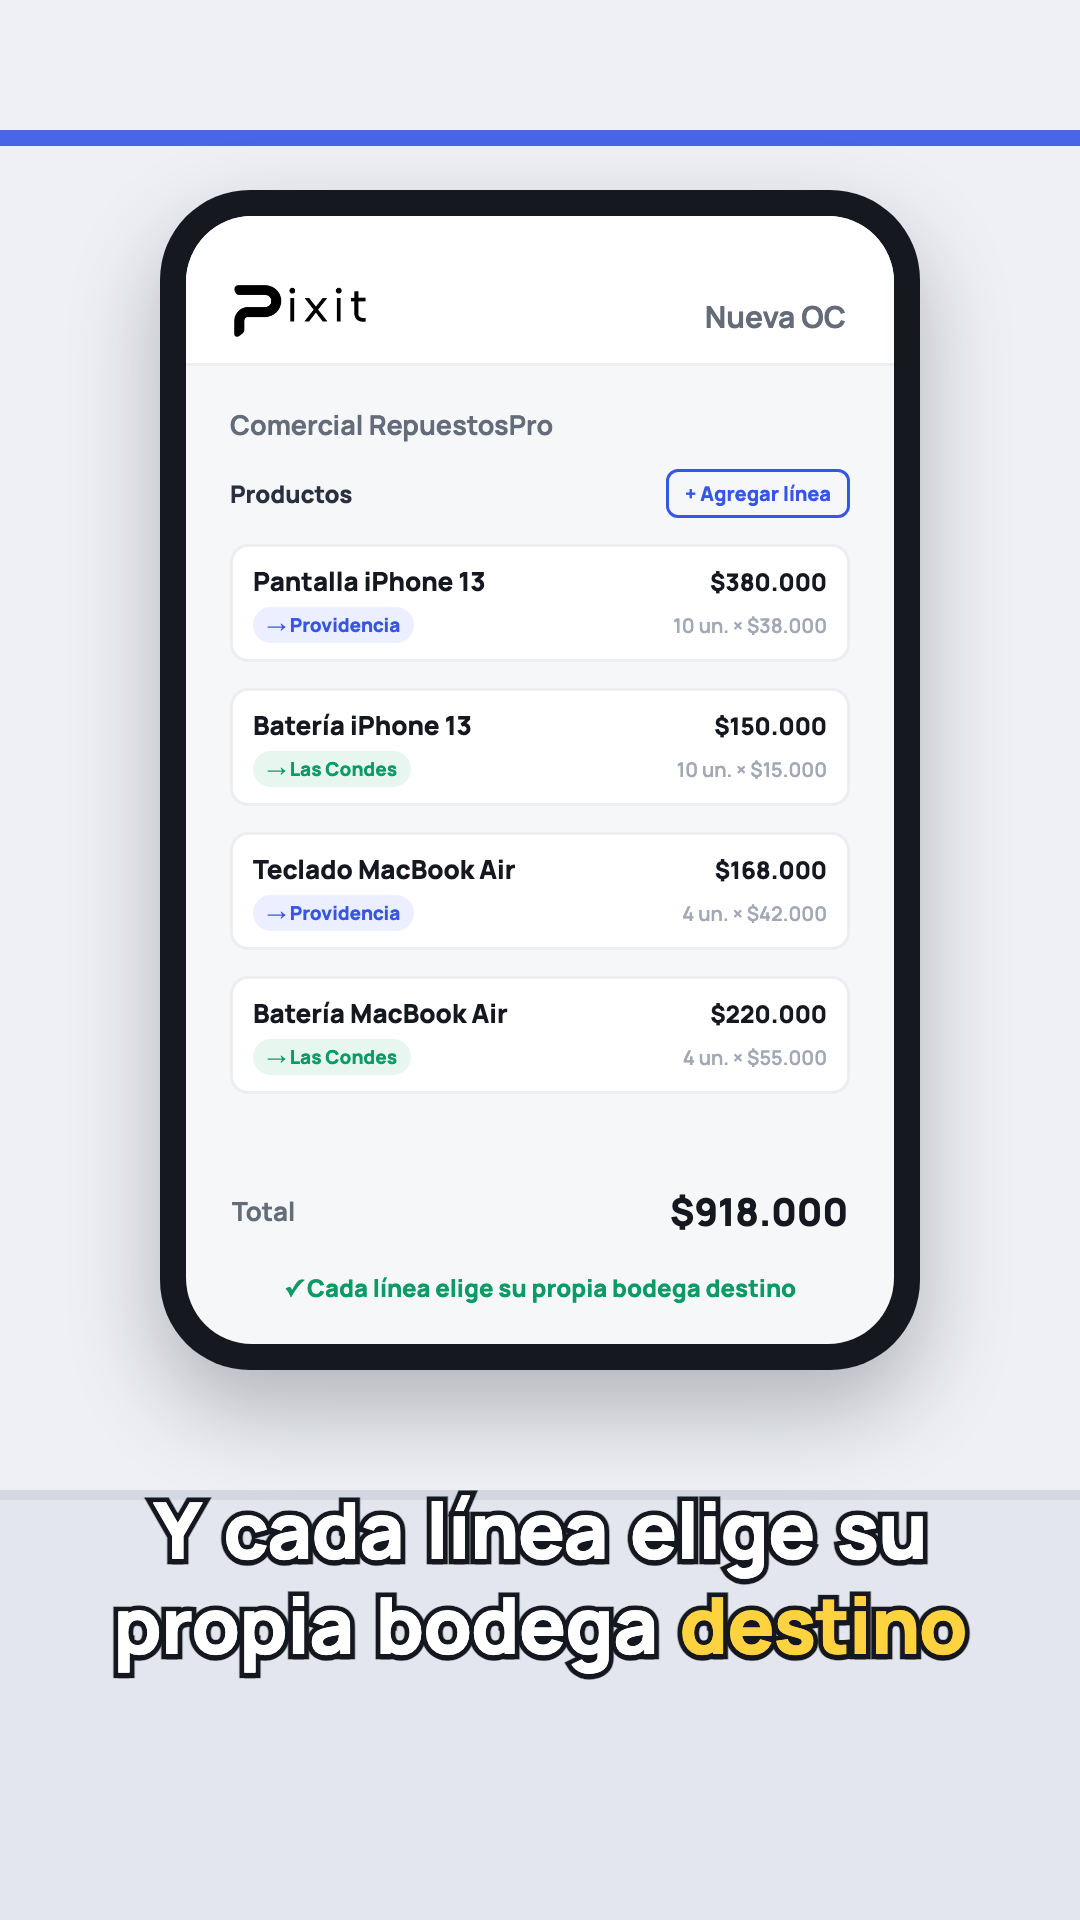 Pixit
Nueva OC
Comercial RepuestosPro
Productos
+ Agregar línea
Pantalla iPhone 13
$380.000
→ Providencia
10 un. × $38.000
Batería iPhone 13
$150.000
→ Las Condes
10 un. × $15.000
Teclado MacBook Air
$168.000
→ Providencia
4 un. × $42.000
Batería MacBook Air
$220.000
→ Las Condes
4 un. × $55.000
Total
$918.000
✓ Cada línea elige su propia bodega destino
Y cada línea elige su
propia bodega destino